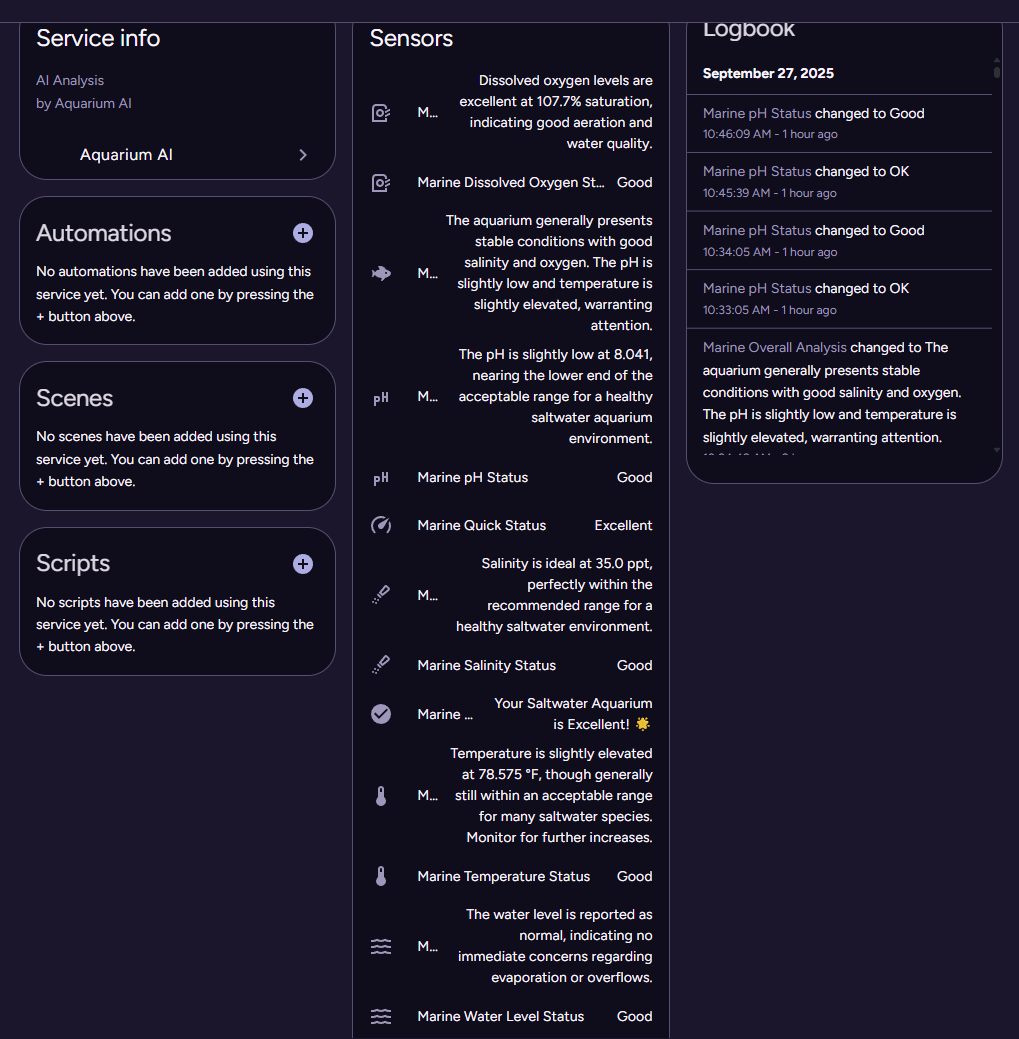 Service info
AI Analysis
by Aquarium AI
Aquarium AI
Automations
No automations have been added using this
service yet. You can add one by pressing the
+ button above.
Scenes
No scenes have been added using this
service yet. You can add one by pressing the
+ button above.
Scripts
No scripts have been added using this
service yet. You can add one by pressing the
+ button above.
Sensors
M...
Dissolved oxygen levels are
excellent at 107.7% saturation,
indicating good aeration and
water quality.
Marine Dissolved Oxygen St... Good
M...
The aquarium generally presents
stable conditions with good
salinity and oxygen. The pH is
slightly low and temperature is
slightly elevated, warranting
attention.
pH M...
The pH is slightly low at 8.041,
nearing the lower end of the
acceptable range for a healthy
saltwater aquarium
environment.
pH Marine pH Status Good
Marine Quick Status Excellent
M...
Salinity is ideal at 35.0 ppt,
perfectly within the
recommended range for a
healthy saltwater environment.
Marine Salinity Status Good
Marine ...
Your Saltwater Aquarium
is Excellent! 🌟
M...
Temperature is slightly elevated
at 78.575 °F, though generally
still within an acceptable range
for many saltwater species.
Monitor for further increases.
Marine Temperature Status Good
M...
The water level is reported as
normal, indicating no
immediate concerns regarding
evaporation or overflows.
Marine Water Level Status Good
Logbook
September 27, 2025
Marine pH Status changed to Good
10:46:09 AM - 1 hour ago
Marine pH Status changed to OK
10:45:39 AM - 1 hour ago
Marine pH Status changed to Good
10:34:05 AM - 1 hour ago
Marine pH Status changed to OK
10:33:05 AM - 1 hour ago
Marine Overall Analysis changed to The
aquarium generally presents stable
conditions with good salinity and oxygen.
The pH is slightly low and temperature is
slightly elevated, warranting attention.